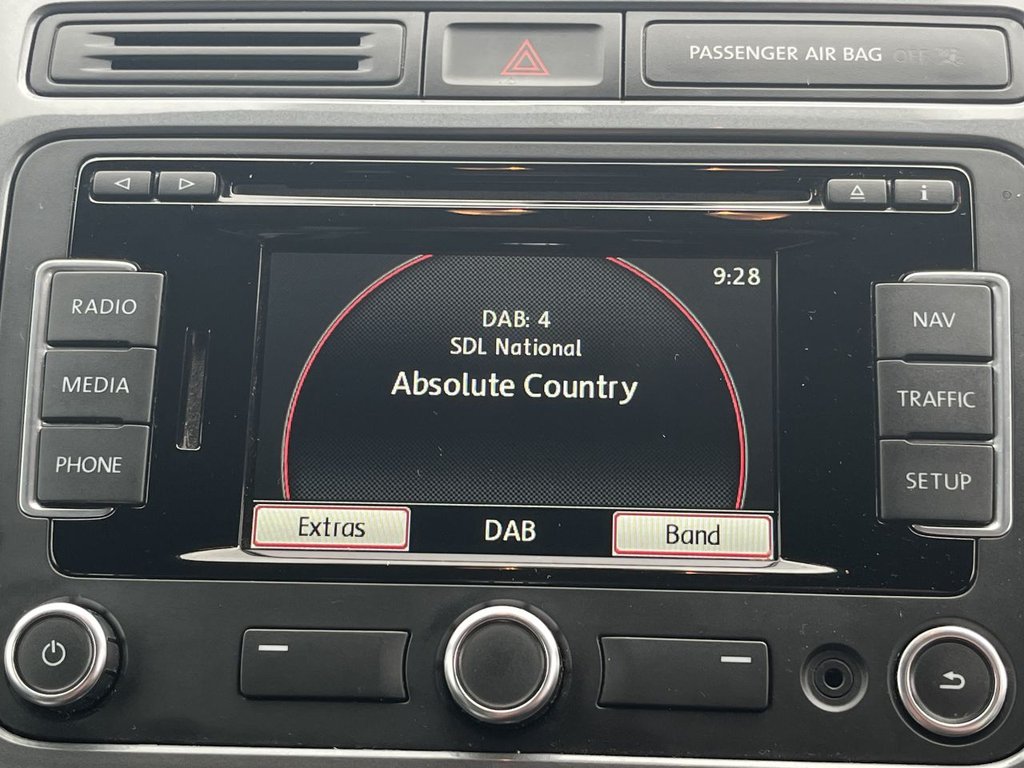 PASSENGER AIR BAG OFF
RADIO
MEDIA
PHONE
9:28
DAB: 4
SDL National
Absolute Country
Extras
DAB
Band
NAV
TRAFFIC
SETUP
i